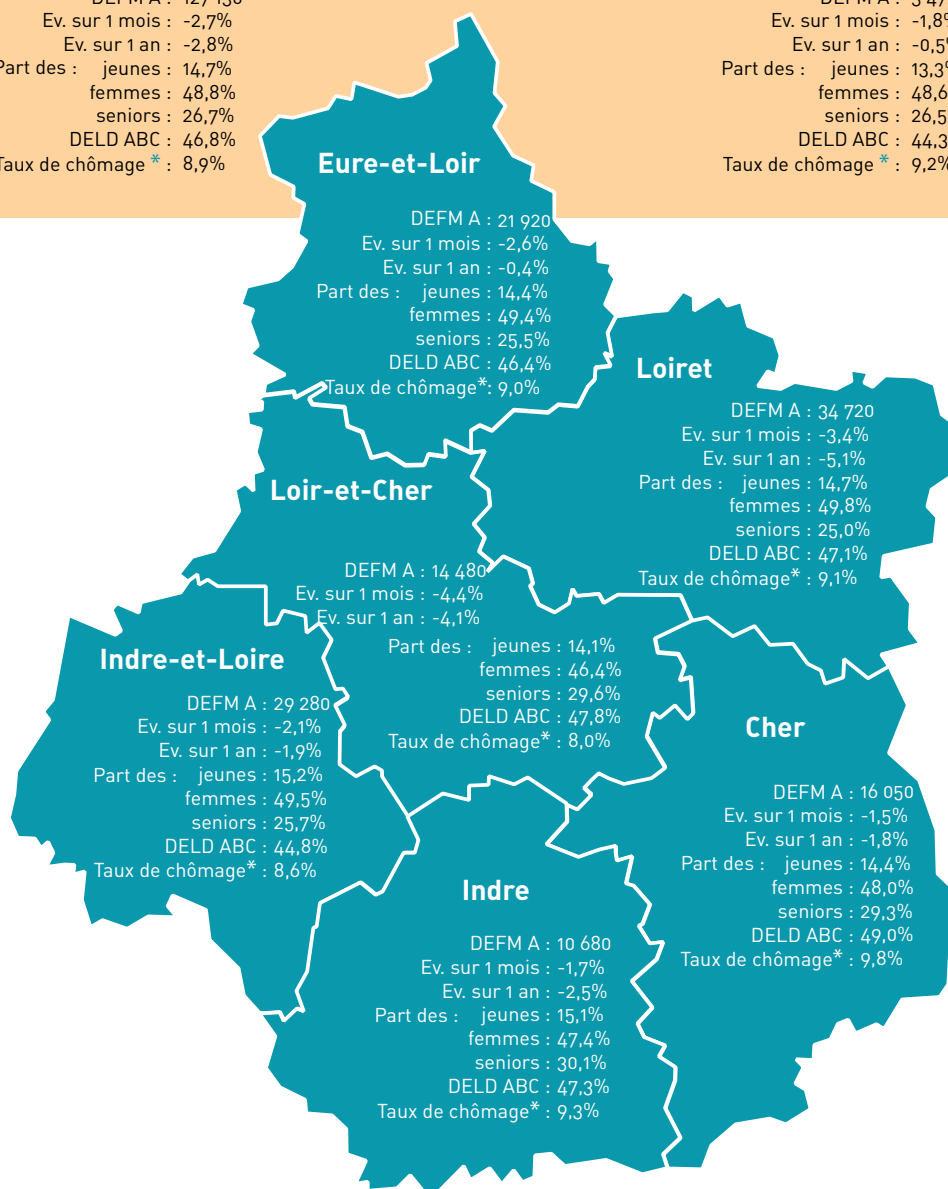 Ev. sur 1 mois : -2,7%
Ev. sur 1 an : -2,8%
Part des : jeunes : 14,7%
femmes : 48,8%
seniors : 26,7%
DELD ABC : 46,8%
Taux de chômage * : 8,9%
Ev. sur 1 mois : -1,8%
Ev. sur 1 an : -0,5%
Part des : jeunes : 13,3%
femmes : 48,6
seniors : 26,5
DELD ABC : 44,3
Taux de chômage * : 9,2%
Eure-et-Loir
DEFM A : 21 920
Ev. sur 1 mois : -2,6%
Ev. sur 1 an : -0,4%
Part des : jeunes : 14,4%
femmes : 49,4%
seniors : 25,5%
DELD ABC : 46,4%
Taux de chômage*: 9,0%
Loiret
DEFM A : 34 720
Ev. sur 1 mois : -3,4%
Ev. sur 1 an : -5,1%
Part des : jeunes : 14,7%
femmes : 49,8%
seniors : 25,0%
DELD ABC : 47,1%
Taux de chômage* : 9,1%
Loir-et-Cher
DEFM A : 14 480
Ev. sur 1 mois : -4,4%
Ev. sur 1 an : -4,1%
Part des : jeunes : 14,1%
femmes : 46,4%
seniors : 29,6%
DELD ABC : 47,8%
Taux de chômage* : 8,0%
Indre-et-Loire
DEFM A : 29 280
Ev. sur 1 mois : -2,1%
Ev. sur 1 an : -1,9%
Part des : jeunes : 15,2%
femmes : 49,5%
seniors : 25,7%
DELD ABC : 44,8%
Taux de chômage* : 8,6%
Cher
DEFM A : 16 050
Ev. sur 1 mois : -1,5%
Ev. sur 1 an : -1,8%
Part des : jeunes : 14,4%
femmes : 48,0%
seniors : 29,3%
DELD ABC : 49,0%
Taux de chômage* : 9,8%
Indre
DEFM A : 10 680
Ev. sur 1 mois : -1,7%
Ev. sur 1 an : -2,5%
Part des : jeunes : 15,1%
femmes : 47,4%
seniors : 30,1%
DELD ABC : 47,3%
Taux de chômage* : 9,3%